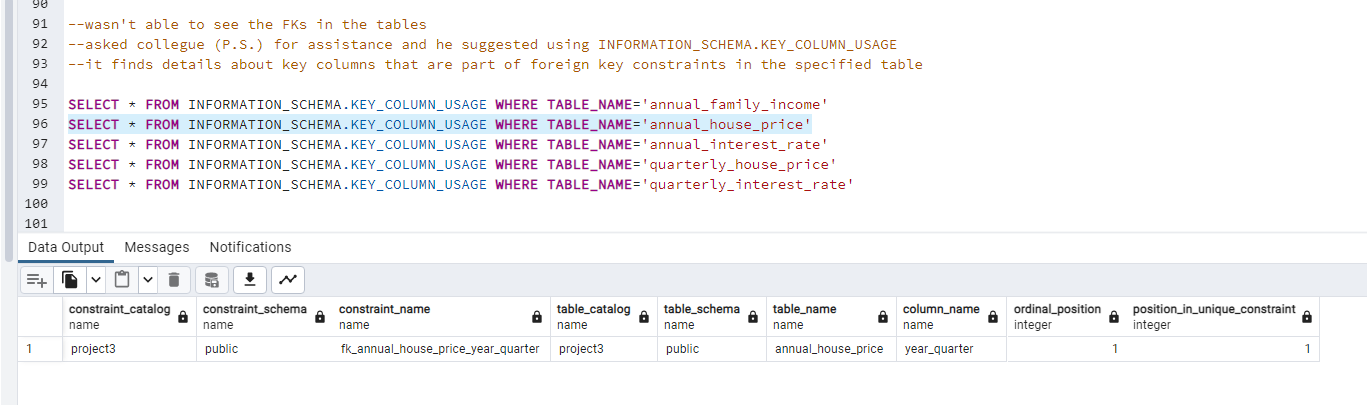 90
91 --wasn't able to see the FKs in the tables
92 --asked collegue (P.S.) for assistance and he suggested using INFORMATION_SCHEMA.KEY_COLUMN_USAGE
93 --it finds details about key columns that are part of foreign key constraints in the specified table
94
95 SELECT * FROM INFORMATION_SCHEMA.KEY_COLUMN_USAGE WHERE TABLE_NAME='annual_family_income'
96 SELECT * FROM INFORMATION_SCHEMA.KEY_COLUMN_USAGE WHERE TABLE_NAME='annual_house_price'
97 SELECT * FROM INFORMATION_SCHEMA.KEY_COLUMN_USAGE WHERE TABLE_NAME='annual_interest_rate'
98 SELECT * FROM INFORMATION_SCHEMA.KEY_COLUMN_USAGE WHERE TABLE_NAME='quarterly_house_price'
99 SELECT * FROM INFORMATION_SCHEMA.KEY_COLUMN_USAGE WHERE TABLE_NAME='quarterly_interest_rate'
100
101
Data Output Messages Notifications
constraint_catalog constraint_schema constraint_name table_catalog table_schema table_name column_name ordinal_position position_in_unique_constraint
name name name name name name name integer integer
1 project3 public fk_annual_house_price_year_quarter project3 public annual_house_price year_quarter 1 1